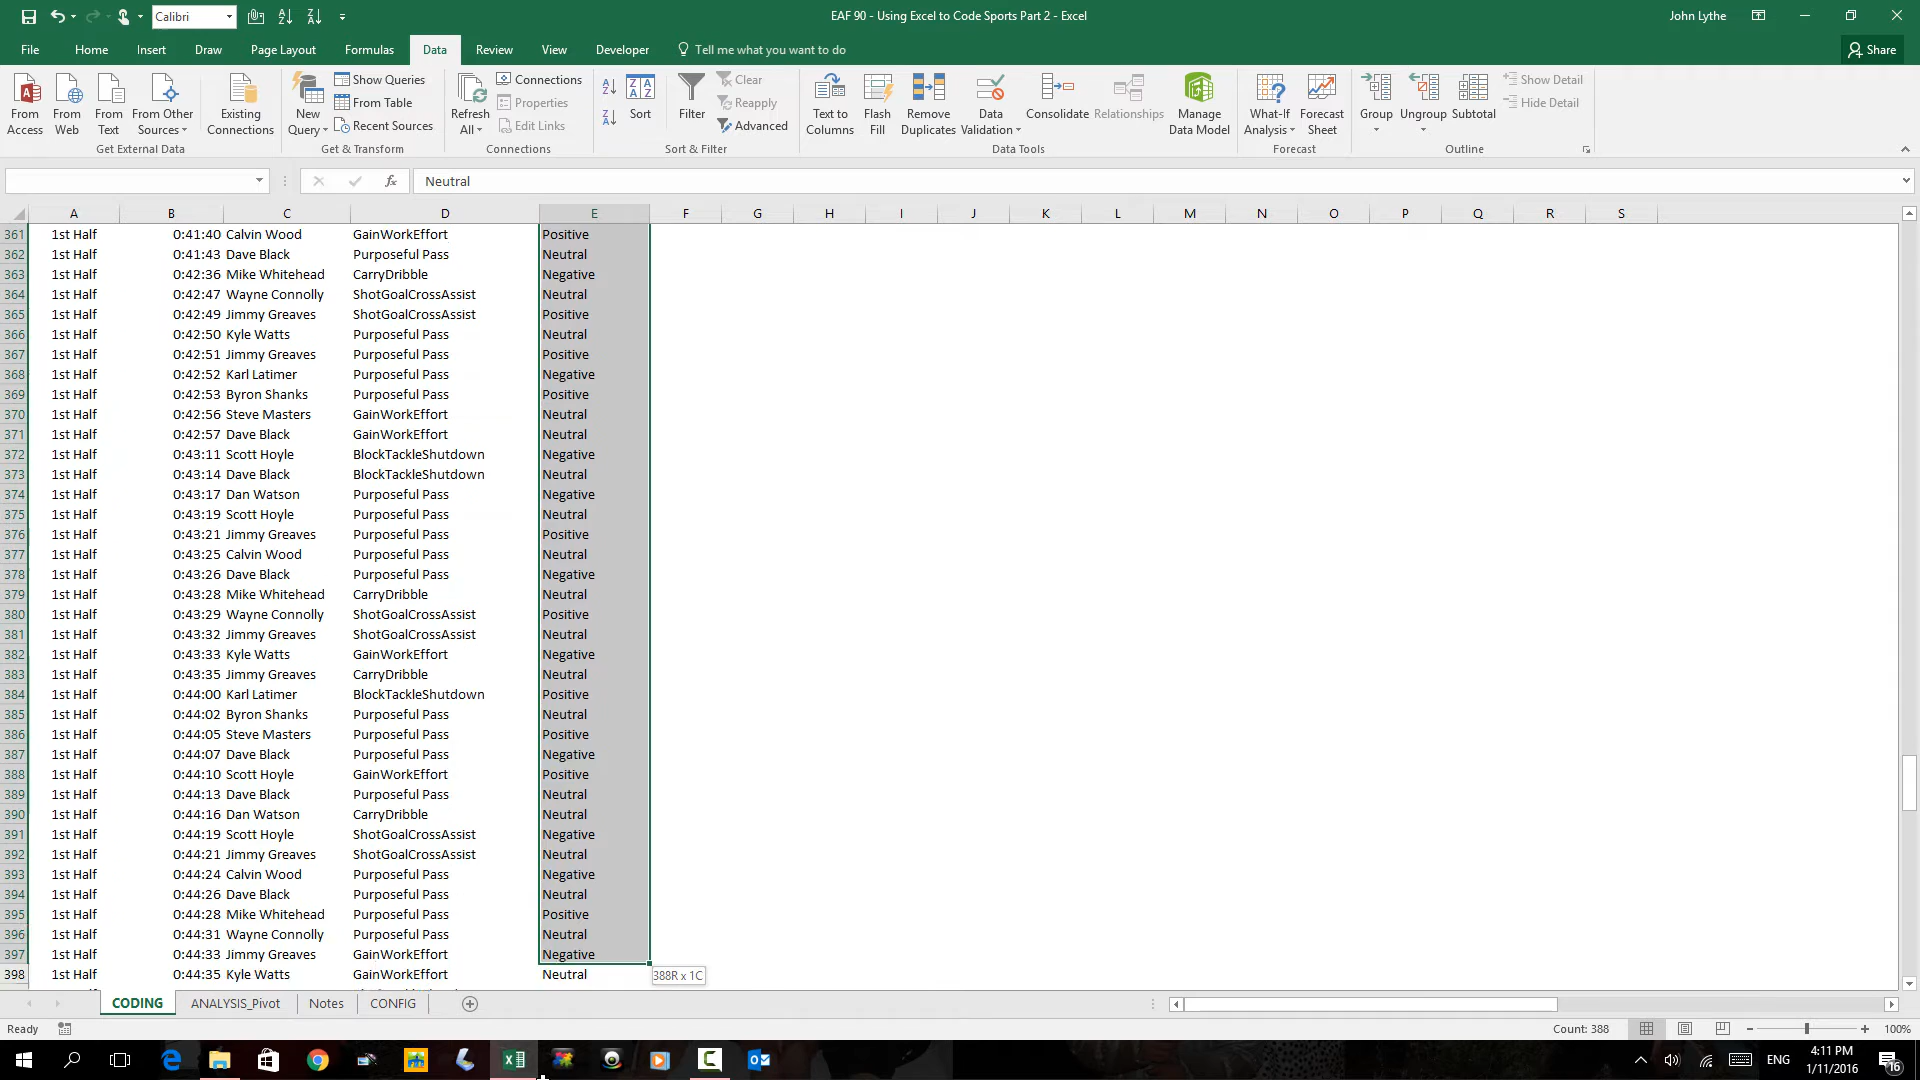 Calibri
EAF 90 - Using Excel to Code Sports Part 2 - Excel
John Lythe
File Home Insert Draw Page Layout Formulas Data Review View Developer Tell me what you want to do Share
From Access
From Web
From Text
From Other Sources
Existing Connections
Get External Data
New Query
Show Queries
From Table
Recent Sources
Get & Transform
Refresh All
Connections
Properties
Edit Links
Connections
Sort
Filter
Clear
Reapply
Advanced
Sort & Filter
Text to Columns
Flash Fill
Remove Duplicates
Data Validation
Consolidate
Relationships
Manage Data Model
Data Tools
What-If Analysis
Forecast Sheet
Forecast
Group
Ungroup
Subtotal
Show Detail
Hide Detail
Outline
fx Neutral
A B C D E F G H I J K L M N O P Q R S
361 1st Half 0:41:40 Calvin Wood GainWorkEffort Positive
362 1st Half 0:41:43 Dave Black Purposeful Pass Neutral
363 1st Half 0:42:36 Mike Whitehead CarryDribble Negative
364 1st Half 0:42:47 Wayne Connolly ShotGoalCrossAssist Neutral
365 1st Half 0:42:49 Jimmy Greaves ShotGoalCrossAssist Positive
366 1st Half 0:42:50 Kyle Watts Purposeful Pass Neutral
367 1st Half 0:42:51 Jimmy Greaves Purposeful Pass Positive
368 1st Half 0:42:52 Karl Latimer Purposeful Pass Negative
369 1st Half 0:42:53 Byron Shanks Purposeful Pass Positive
370 1st Half 0:42:56 Steve Masters GainWorkEffort Neutral
371 1st Half 0:42:57 Dave Black GainWorkEffort Neutral
372 1st Half 0:43:11 Scott Hoyle BlockTackleShutdown Negative
373 1st Half 0:43:14 Dave Black BlockTackleShutdown Neutral
374 1st Half 0:43:17 Dan Watson Purposeful Pass Negative
375 1st Half 0:43:19 Scott Hoyle Purposeful Pass Neutral
376 1st Half 0:43:21 Jimmy Greaves Purposeful Pass Positive
377 1st Half 0:43:25 Calvin Wood Purposeful Pass Neutral
378 1st Half 0:43:26 Dave Black Purposeful Pass Negative
379 1st Half 0:43:28 Mike Whitehead CarryDribble Neutral
380 1st Half 0:43:29 Wayne Connolly ShotGoalCrossAssist Positive
381 1st Half 0:43:32 Jimmy Greaves ShotGoalCrossAssist Neutral
382 1st Half 0:43:33 Kyle Watts GainWorkEffort Negative
383 1st Half 0:43:35 Jimmy Greaves CarryDribble Neutral
384 1st Half 0:44:00 Karl Latimer BlockTackleShutdown Positive
385 1st Half 0:44:02 Byron Shanks Purposeful Pass Neutral
386 1st Half 0:44:05 Steve Masters Purposeful Pass Positive
387 1st Half 0:44:07 Dave Black Purposeful Pass Negative
388 1st Half 0:44:10 Scott Hoyle GainWorkEffort Positive
389 1st Half 0:44:13 Dave Black Purposeful Pass Neutral
390 1st Half 0:44:16 Dan Watson CarryDribble Neutral
391 1st Half 0:44:19 Scott Hoyle ShotGoalCrossAssist Negative
392 1st Half 0:44:21 Jimmy Greaves ShotGoalCrossAssist Neutral
393 1st Half 0:44:24 Calvin Wood Purposeful Pass Negative
394 1st Half 0:44:26 Dave Black Purposeful Pass Neutral
395 1st Half 0:44:28 Mike Whitehead Purposeful Pass Positive
396 1st Half 0:44:31 Wayne Connolly Purposeful Pass Neutral
397 1st Half 0:44:33 Jimmy Greaves GainWorkEffort Negative
398 1st Half 0:44:35 Kyle Watts GainWorkEffort Neutral
388R x 1C
CODING ANALYSIS_Pivot Notes CONFIG
Ready Count: 388 100%
ENG 4:11 PM
1/11/2016
16